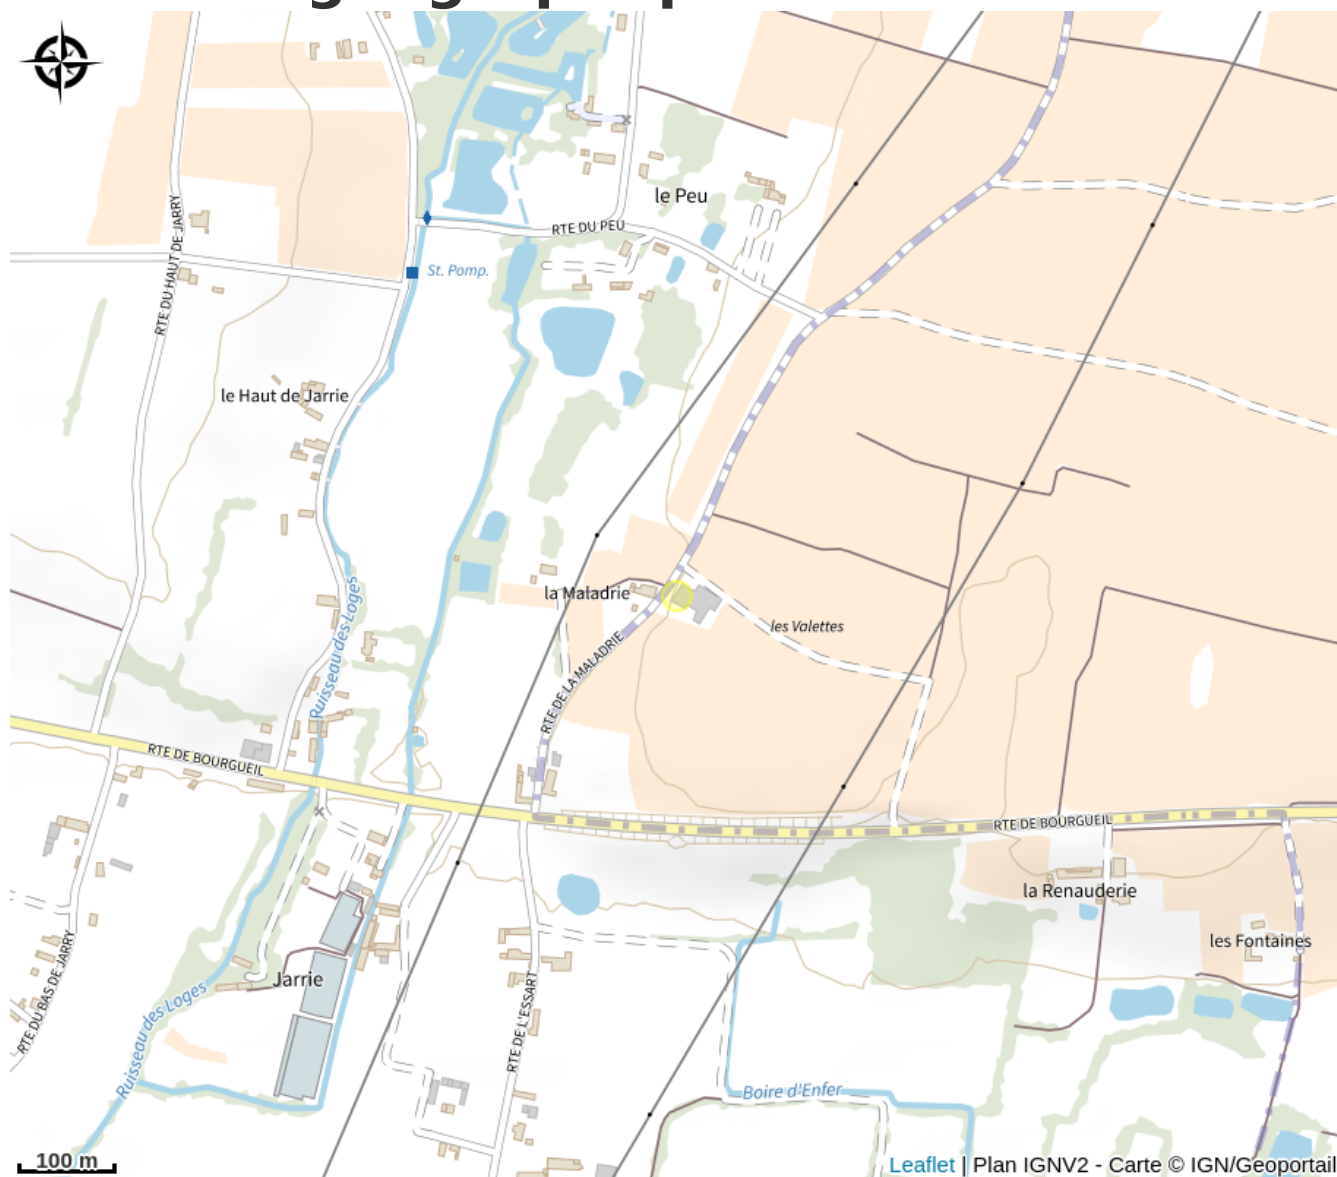 le Peu
RTE DU HAUT DE JARRY
RTE DU PEU
St. Pomp.
le Haut de Jarrie
la Maladrie
les Valettes
Ruisseau des Loges
RTE DE LA MALADRIE
RTE DE BOURGUEIL
RTE DE BOURGUEIL
la Renauderie
les Fontaines
RTE DU BAS DE JARRY
Jarrie
Ruisseau des Loges
RTE DE L'ESSART
Boire d'Enfer
100 m
Leaflet | Plan IGNV2 - Carte © IGN/Geoportail